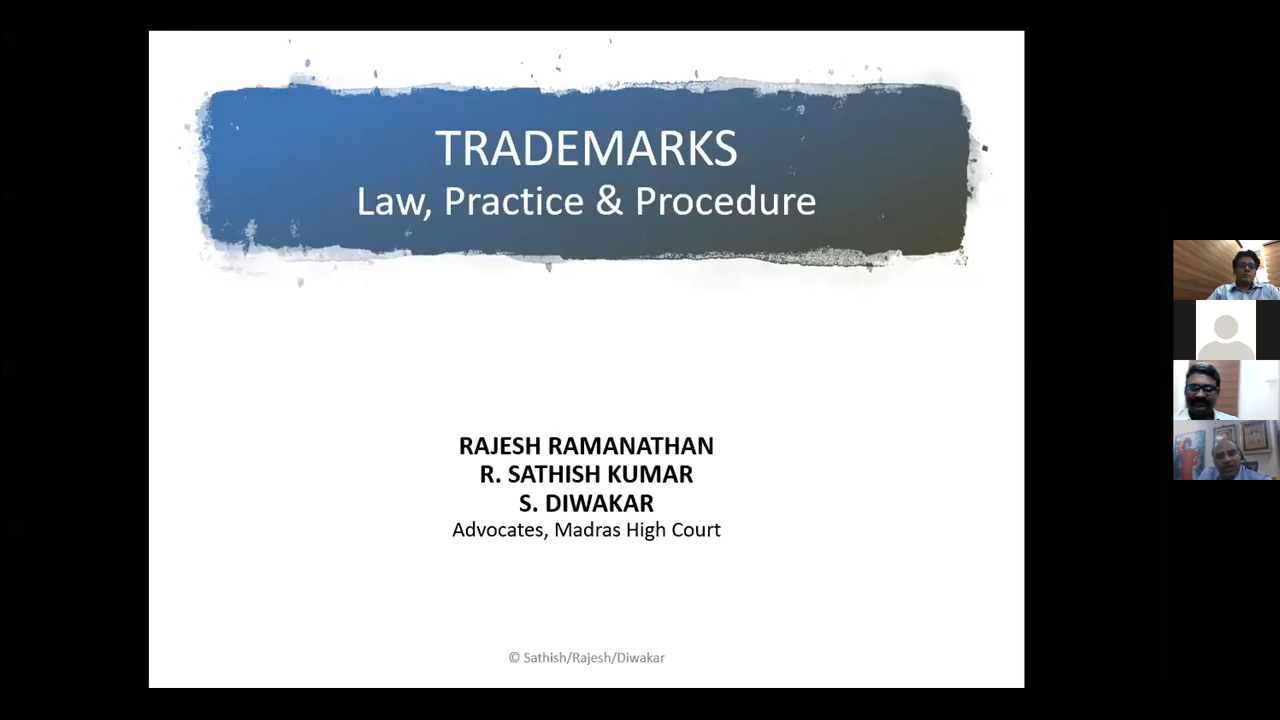 TRADEMARKS
Law, Practice & Procedure
RAJESH RAMANATHAN
R. SATHISH KUMAR
S. DIWAKAR
Advocates, Madras High Court
© Sathish/Rajesh/Diwakar